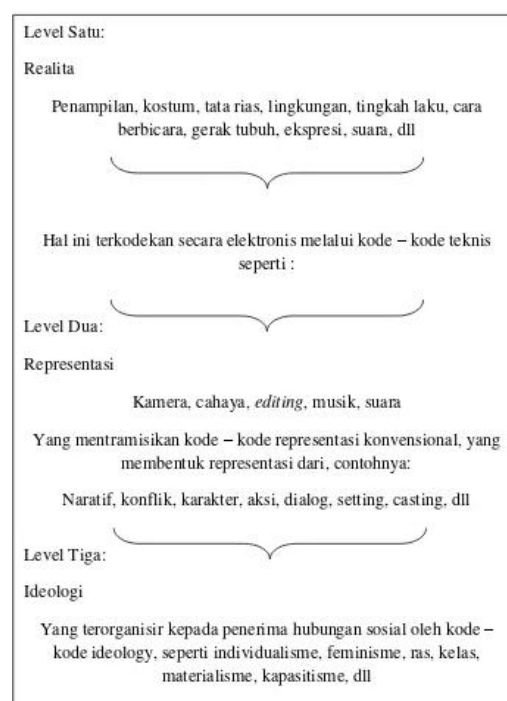 Level Satu:
Realita
Penampilan, kostum, tata rias, lingkungan, tingkah laku, cara
berbicara, gerak tubuh, ekspresi, suara, dll
Hal ini terkodekan secara elektronis melalui kode – kode teknis
seperti :
Level Dua:
Representasi
Kamera, cahaya, editing, musik, suara
Yang mentramisikan kode – kode representasi konvensional, yang
membentuk representasi dari, contohnya:
Naratif, konflik, karakter, aksi, dialog, setting, casting, dll
Level Tiga:
Ideologi
Yang terorganisir kepada penerima hubungan sosial oleh kode –
kode ideology, seperti individualisme, feminisme, ras, kelas,
materialisme, kapasitisme, dll